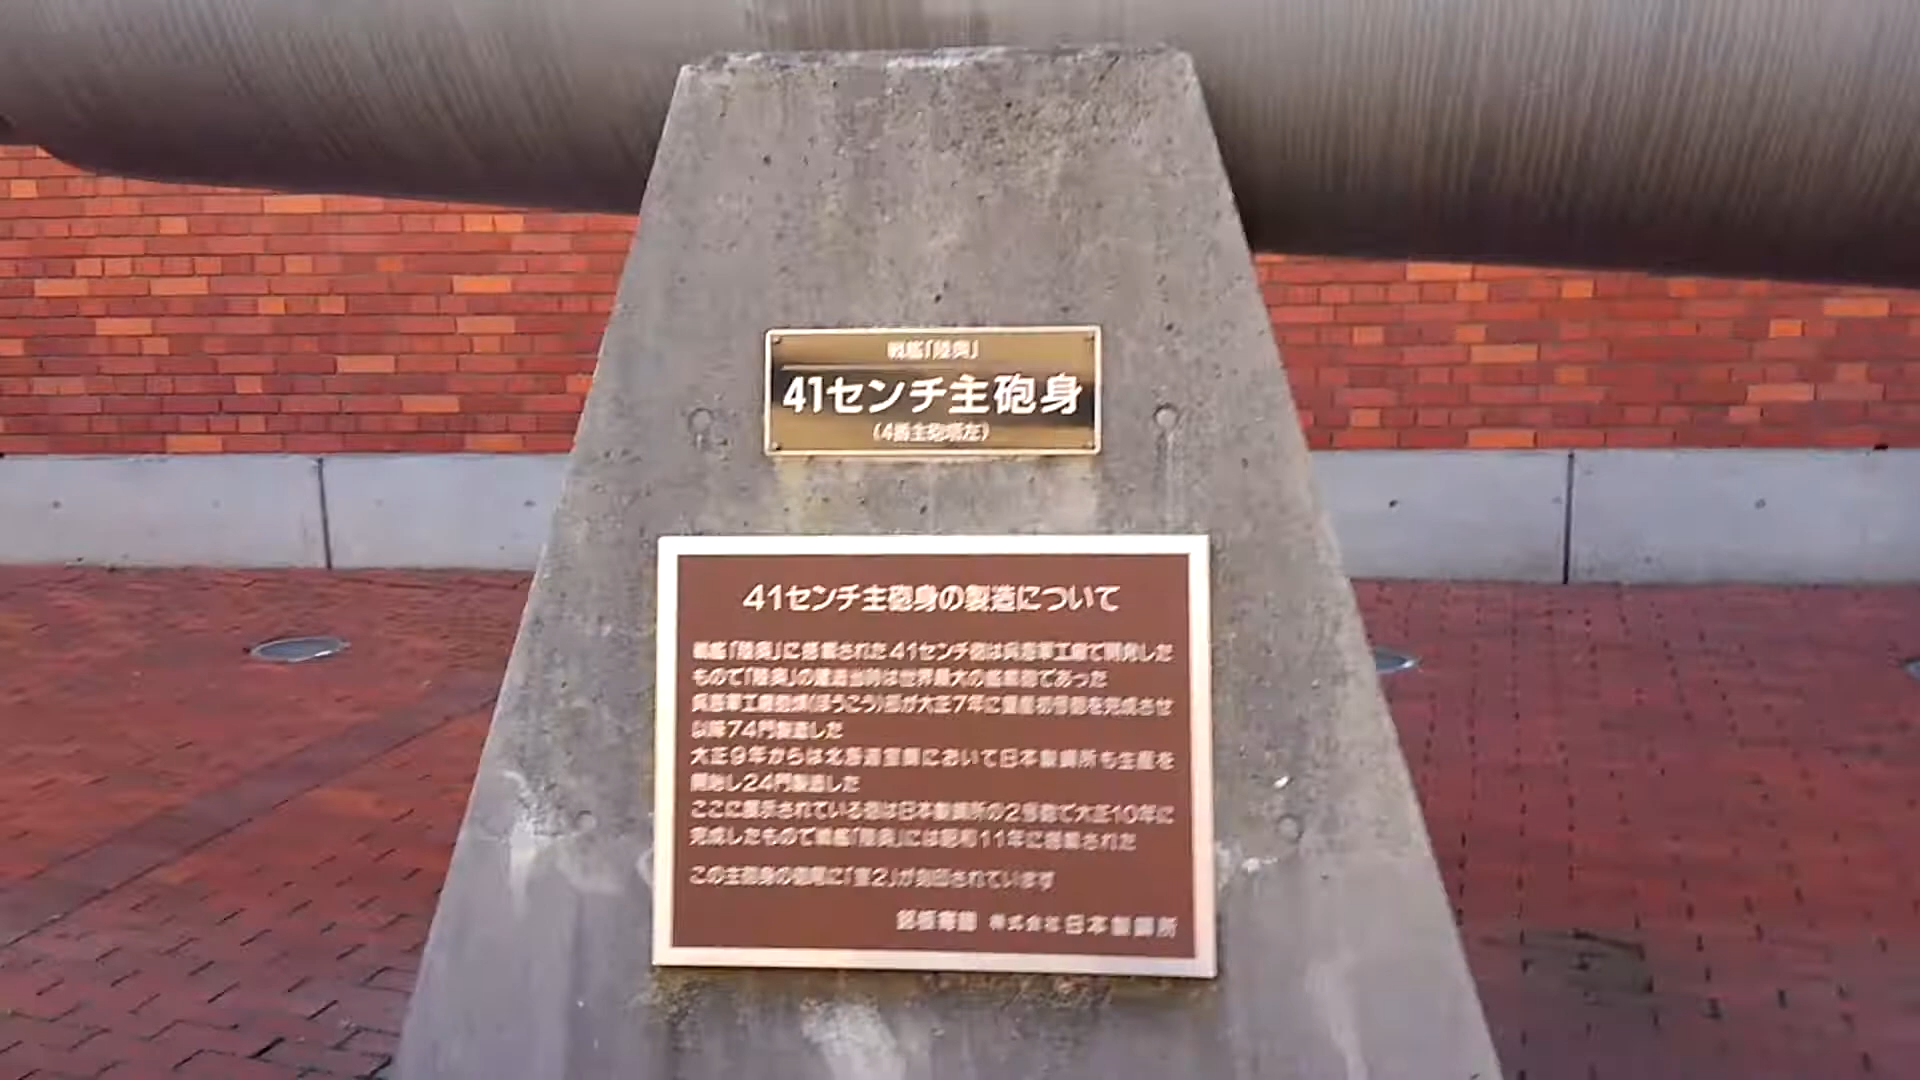 戦艦「陸奥」
41センチ主砲身
(4番主砲塔左)
41センチ主砲身の製造について
戦艦「陸奥」に搭載された41センチ砲は呉海軍工廠で開発した
もので「陸奥」の建造当時は世界最大の艦載砲であった
呉海軍工廠砲熕(ほうこう)部が大正7年に量産初号砲を完成させ
以降74門製造した
大正9年からは北海道室蘭において日本製鋼所も生産を
開始し24門製造した
ここに展示されている砲は日本製鋼所の2号砲で大正10年に
完成したもので戦艦「陸奥」には昭和11年に搭載された
この主砲身の砲尾に「室2」が刻印されています
銘板寄贈 株式会社日本製鋼所